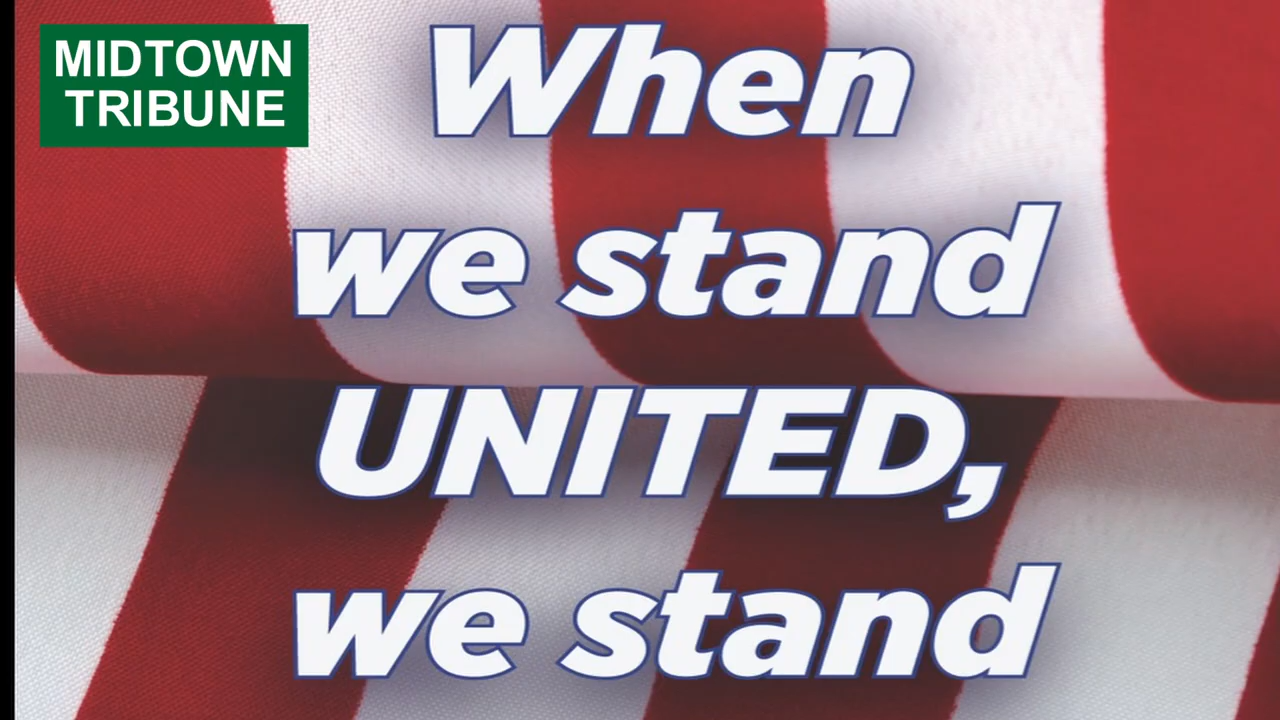 MIDTOWN
TRIBUNE
When
we stand
UNITED,
we stand